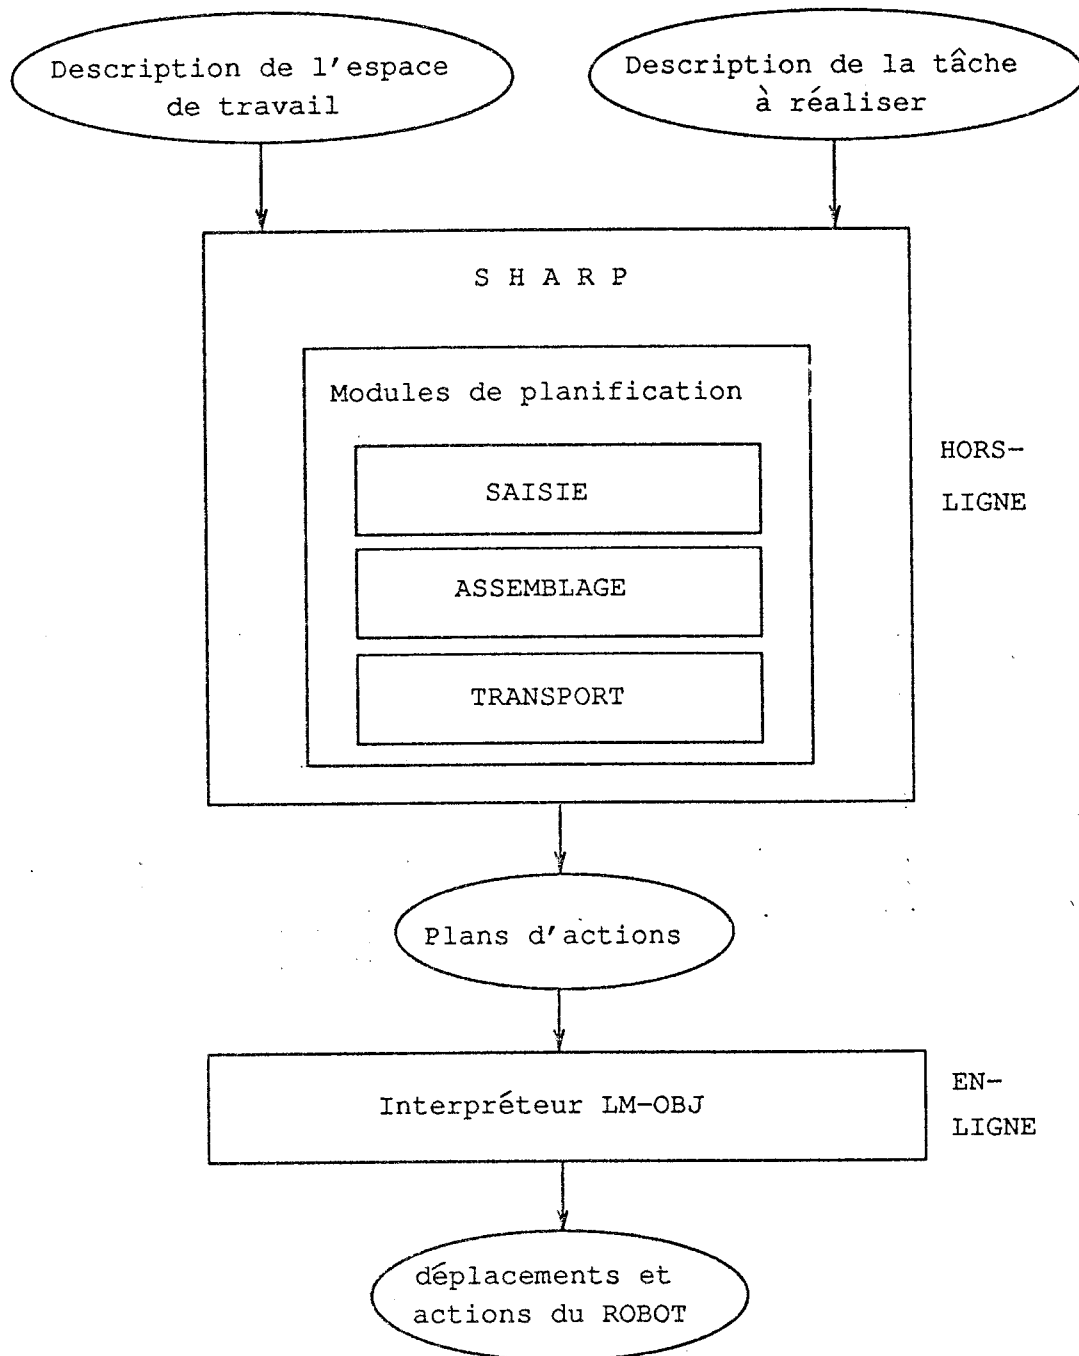 Description de l'espace
de travail
Description de la tâche
à réaliser
S H A R P
Modules de planification
SAISIE
ASSEMBLAGE
TRANSPORT
HORS-
LIGNE
Plans d'actions
Interpréteur LM-OBJ
EN-
LIGNE
déplacements et
actions du ROBOT